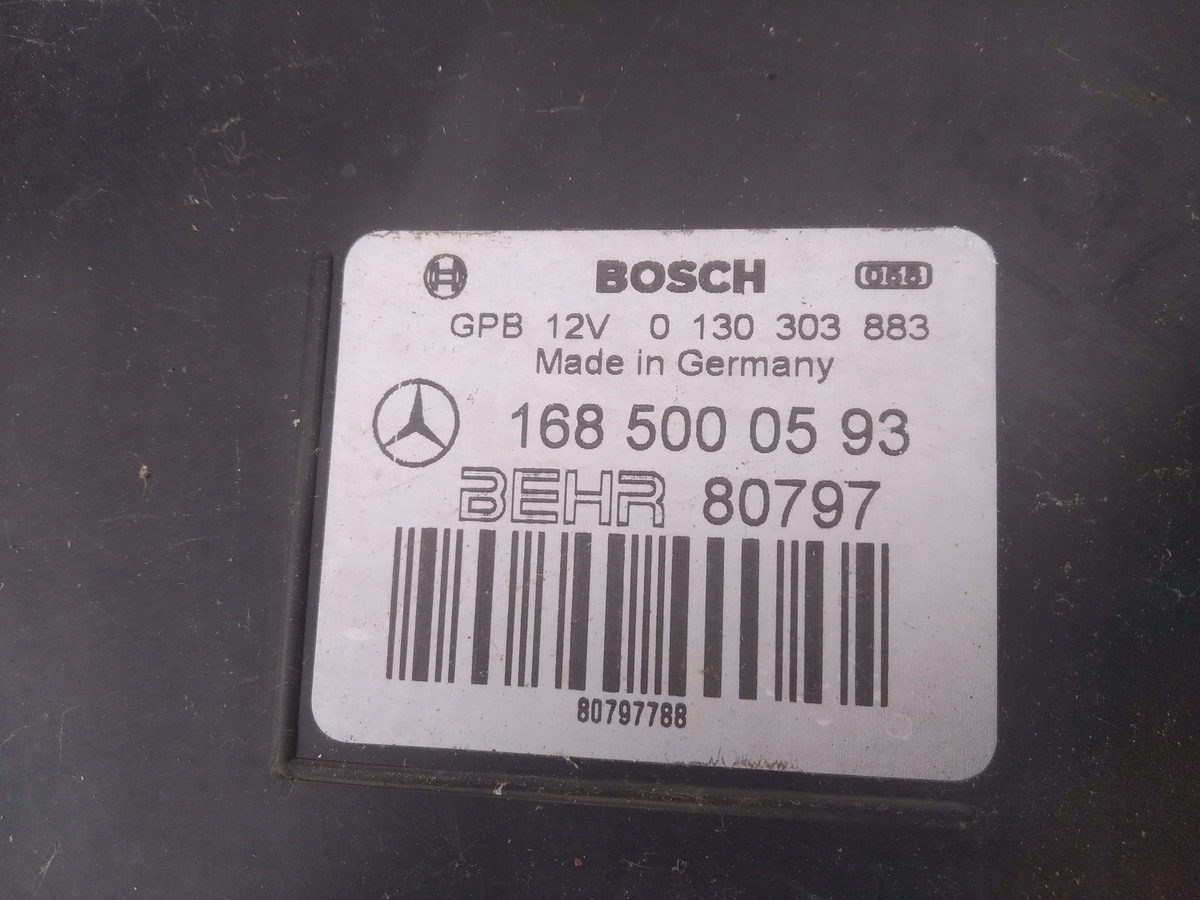 BOSCH
GPB 12V 0 130 303 883
Made in Germany
168 500 05 93
BEHR 80797
80797788